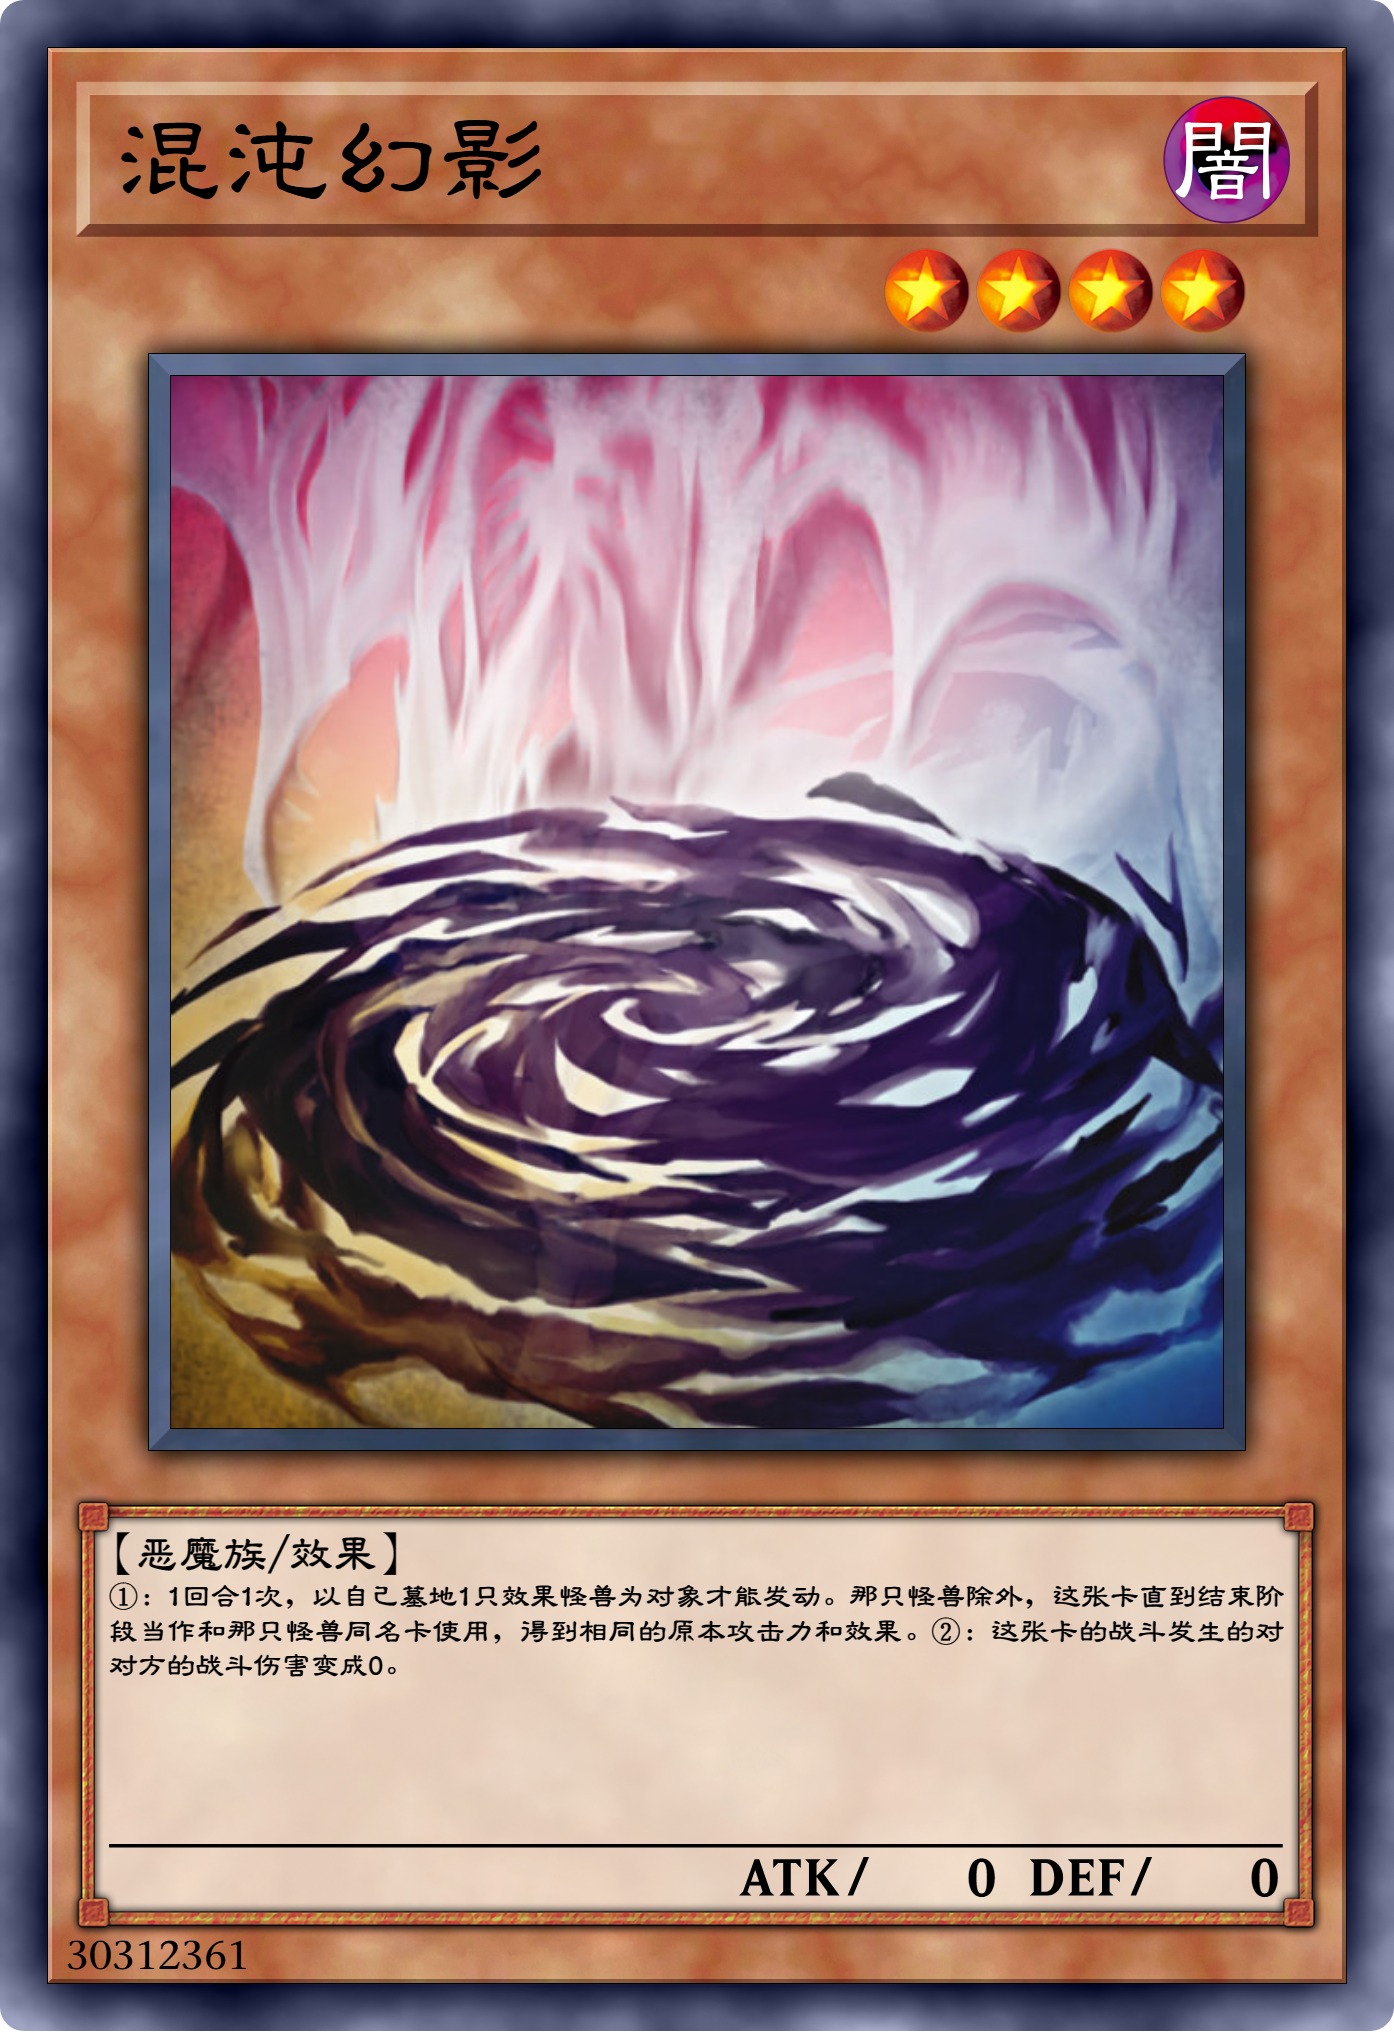 混沌幻影
闇
【恶魔族/效果】
①：1回合1次，以自己墓地1只效果怪兽为对象才能发动。那只怪兽除外，这张卡直到结束阶
段当作和那只怪兽同名卡使用，得到相同的原本攻击力和效果。②：这张卡的战斗发生的对
对方的战斗伤害变成0。
ATK/ 0 DEF/ 0
30312361